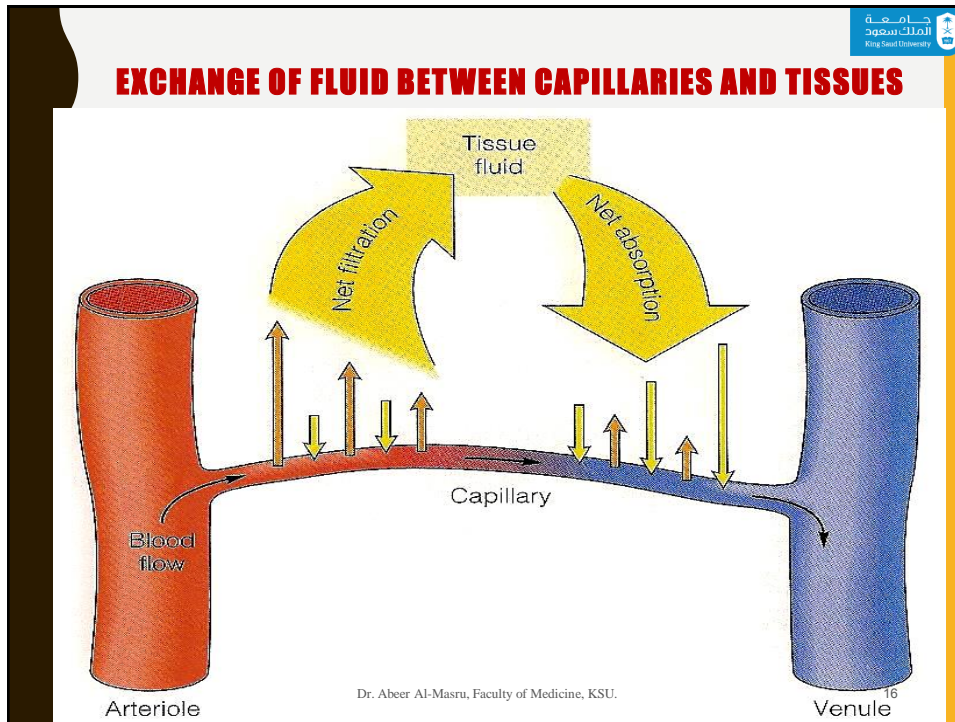 جامعة
الملك سعود
King Saud University
EXCHANGE OF FLUID BETWEEN CAPILLARIES AND TISSUES
Tissue
fluid
Net filtration
Net absorption
Capillary
Blood
flow
Dr. Abeer Al-Masru, Faculty of Medicine, KSU.
16
Arteriole
Venule